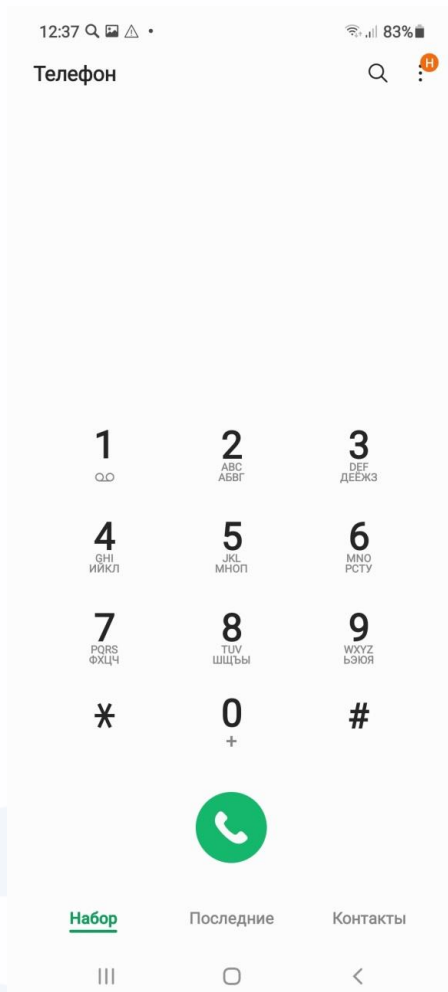 12:37 83%
Телефон
Н
1 2 3
ABC DEF
АБВГ ДЕЁЖЗ
4 5 6
GHI JKL MNO
ИЙКЛ МНОП РСТУ
7 8 9
PQRS TUV WXYZ
ФХЦЧ ШЩЪЫ ЬЭЮЯ
* 0 #
+
Набор Последние Контакты